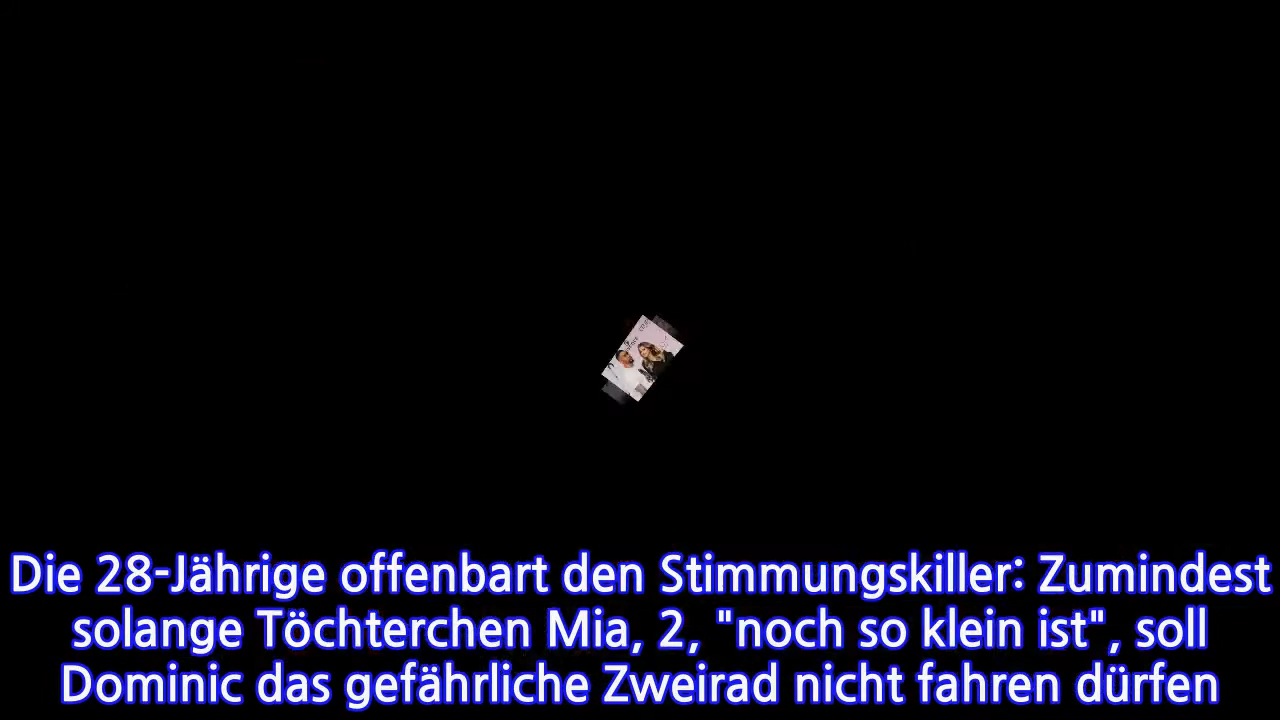 Die 28-Jährige offenbart den Stimmungskiller: Zumindest
solange Töchterchen Mia, 2, "noch so klein ist", soll
Dominic das gefährliche Zweirad nicht fahren dürfen